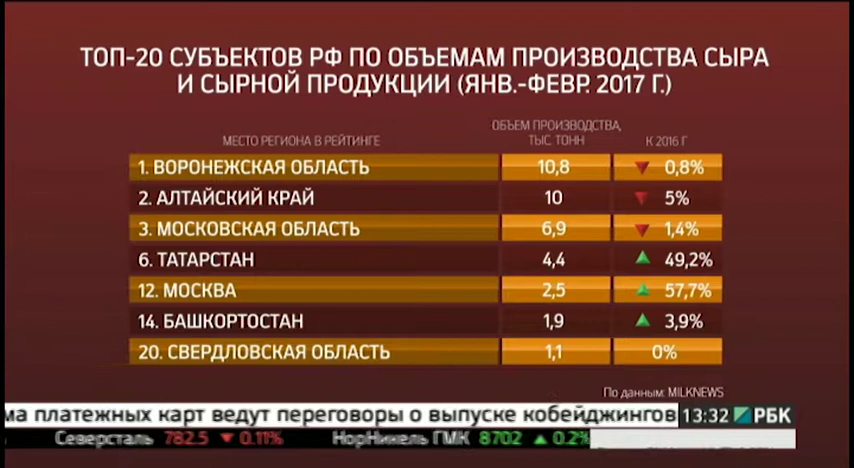 ТОП-20 СУБЪЕКТОВ РФ ПО ОБЪЕМАМ ПРОИЗВОДСТВА СЫРА
И СЫРНОЙ ПРОДУКЦИИ (ЯНВ.-ФЕВР. 2017 Г.)
МЕСТО РЕГИОНА В РЕЙТИНГЕ ОБЪЕМ ПРОИЗВОДСТВА, ТЫС. ТОНН К 2016 Г
1. ВОРОНЕЖСКАЯ ОБЛАСТЬ 10,8 ▼ 0,8%
2. АЛТАЙСКИЙ КРАЙ 10 ▼ 5%
3. МОСКОВСКАЯ ОБЛАСТЬ 6,9 ▼ 1,4%
6. ТАТАРСТАН 4,4 ▲ 49,2%
12. МОСКВА 2,5 ▲ 57,7%
14. БАШКОРТОСТАН 1,9 ▲ 3,9%
20. СВЕРДЛОВСКАЯ ОБЛАСТЬ 1,1 0%
По данным: MILKNEWS
ма платежных карт ведут переговоры о выпуске кобейджингов 13:32 РБК
Северсталь 782.5 ▼ 0.11% НорНикель ГМК 8702 ▲ 0.2%